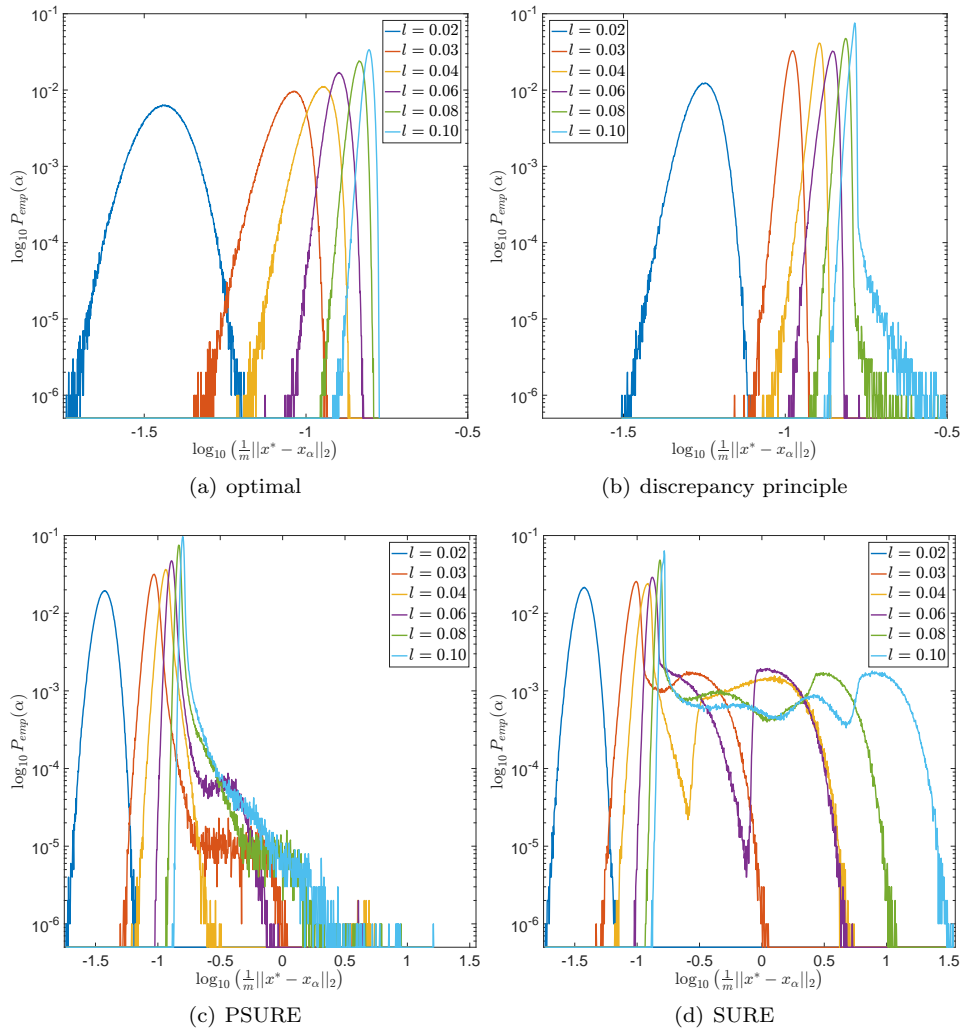 10^-1
10^-2
10^-3
10^-4
10^-5
10^-6
log10 P_emp(α)
l = 0.02
l = 0.03
l = 0.04
l = 0.06
l = 0.08
l = 0.10
-1.5
-1
-0.5
log10 (1/m ||x* − x_α||_2)
(a) optimal
10^-1
10^-2
10^-3
10^-4
10^-5
10^-6
log10 P_emp(α)
l = 0.02
l = 0.03
l = 0.04
l = 0.06
l = 0.08
l = 0.10
-1.5
-1
-0.5
log10 (1/m ||x* − x_α||_2)
(b) discrepancy principle
10^-1
10^-2
10^-3
10^-4
10^-5
10^-6
log10 P_emp(α)
l = 0.02
l = 0.03
l = 0.04
l = 0.06
l = 0.08
l = 0.10
-1.5
-1
-0.5
0
0.5
1
1.5
log10 (1/m ||x* − x_α||_2)
(c) PSURE
10^-1
10^-2
10^-3
10^-4
10^-5
10^-6
log10 P_emp(α)
l = 0.02
l = 0.03
l = 0.04
l = 0.06
l = 0.08
l = 0.10
-1.5
-1
-0.5
0
0.5
1
1.5
log10 (1/m ||x* − x_α||_2)
(d) SURE